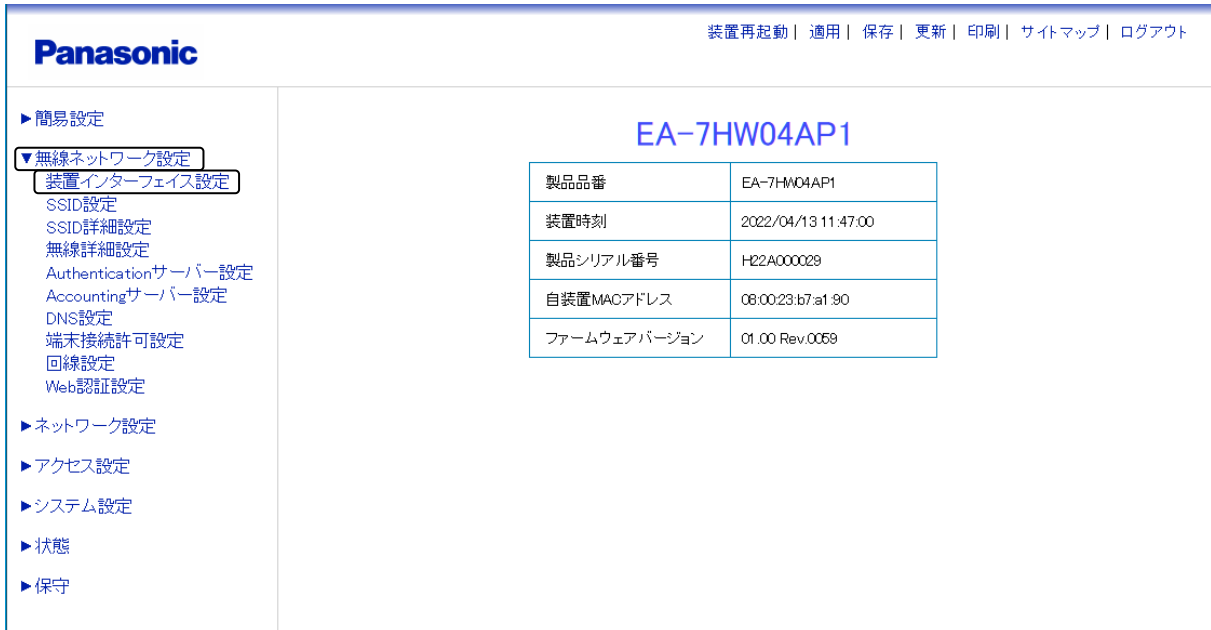 装置再起動| 適用| 保存| 更新| 印刷| サイトマップ| ログアウト
Panasonic
►簡易設定
▼無線ネットワーク設定
装置インターフェイス設定
SSID設定
SSID詳細設定
無線詳細設定
Authenticationサーバー設定
Accountingサーバー設定
DNS設定
端末接続許可設定
回線設定
Web認証設定
►ネットワーク設定
►アクセス設定
►システム設定
►状態
►保守
EA-7HW04AP1
製品品番 EA-7HW04AP1
装置時刻 2022/04/13 11:47:00
製品シリアル番号 H22A000029
自装置MACアドレス 08:00:23:b7:a1:90
ファームウェアバージョン 01.00 Rev.0059